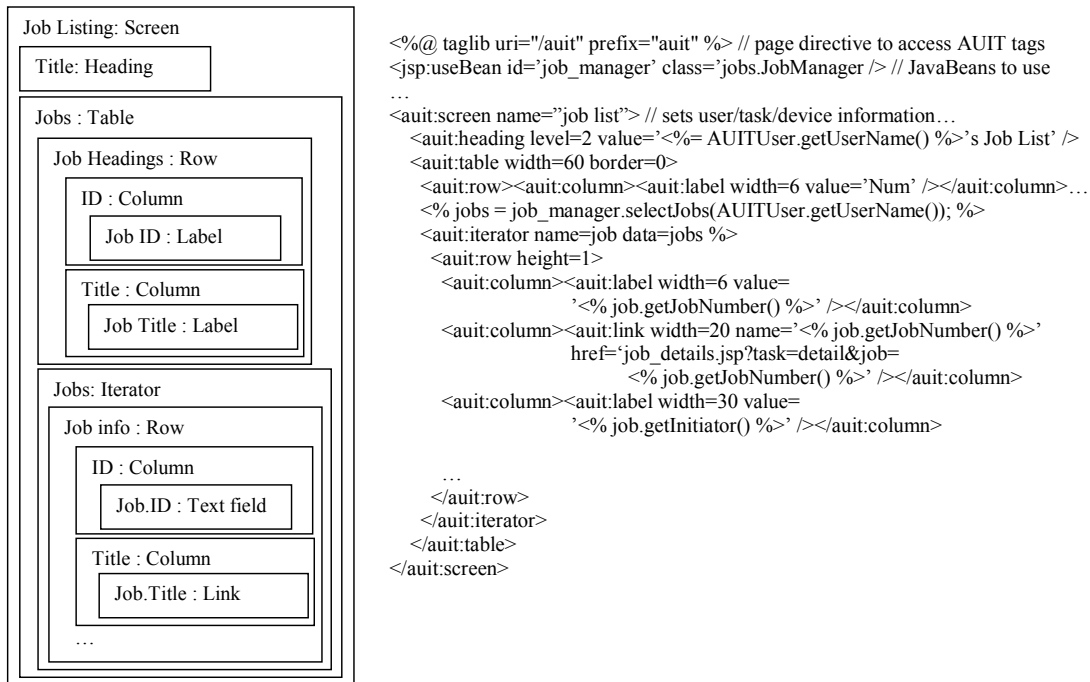 Job Listing: Screen
Title: Heading
Jobs : Table
Job Headings : Row
ID : Column
Job ID : Label
Title : Column
Job Title : Label
Jobs: Iterator
Job info : Row
ID : Column
Job.ID : Text field
Title : Column
Job.Title : Link
…
<%@ taglib uri="/auit" prefix="auit" %> // page directive to access AUIT tags
<jsp:useBean id=’job_manager’ class=’jobs.JobManager /> // JavaBeans to use
…
<auit:screen name=”job list”> // sets user/task/device information…
<auit:heading level=2 value=’<%= AUITUser.getUserName() %>’s Job List’ />
<auit:table width=60 border=0>
<auit:row><auit:column><auit:label width=6 value=’Num’ /></auit:column>…
<% jobs = job_manager.selectJobs(AUITUser.getUserName()); %>
<auit:iterator name=job data=jobs %>
<auit:row height=1>
<auit:column><auit:label width=6 value=
’<% job.getJobNumber() %>’ /></auit:column>
<auit:column><auit:link width=20 name=’<% job.getJobNumber() %>’
href=‘job_details.jsp?task=detail&job=
<% job.getJobNumber() %>’ /></auit:column>
<auit:column><auit:label width=30 value=
’<% job.getInitiator() %>’ /></auit:column>
…
</auit:row>
</auit:iterator>
</auit:table>
</auit:screen>